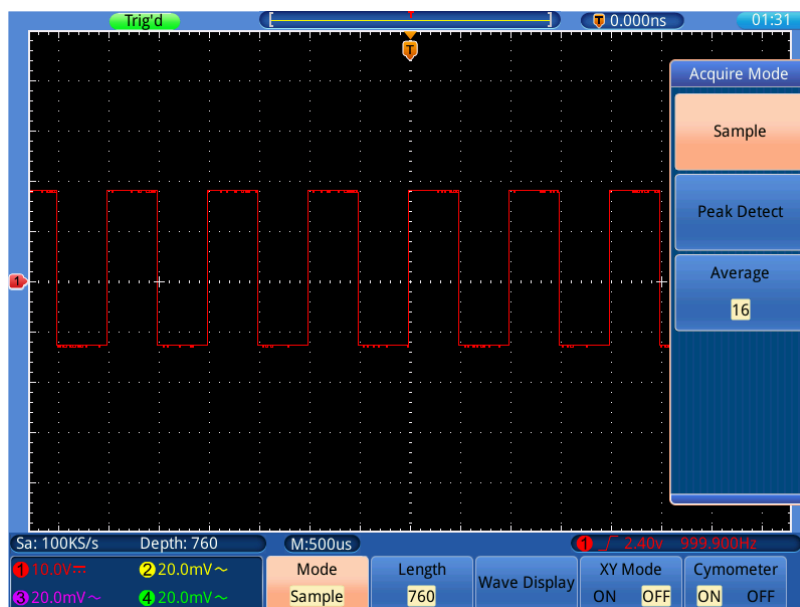 Trig'd
T 0.000ns
01:31
T
Acquire Mode
Sample
Peak Detect
Average
16
1
Sa: 100KS/s Depth: 760 M:500us 1 2.40v 999.900Hz
1 10.0V 2 20.0mV～
3 20.0mV～ 4 20.0mV～
Mode
Sample
Length
760
Wave Display
XY Mode
ON OFF
Cymometer
ON OFF